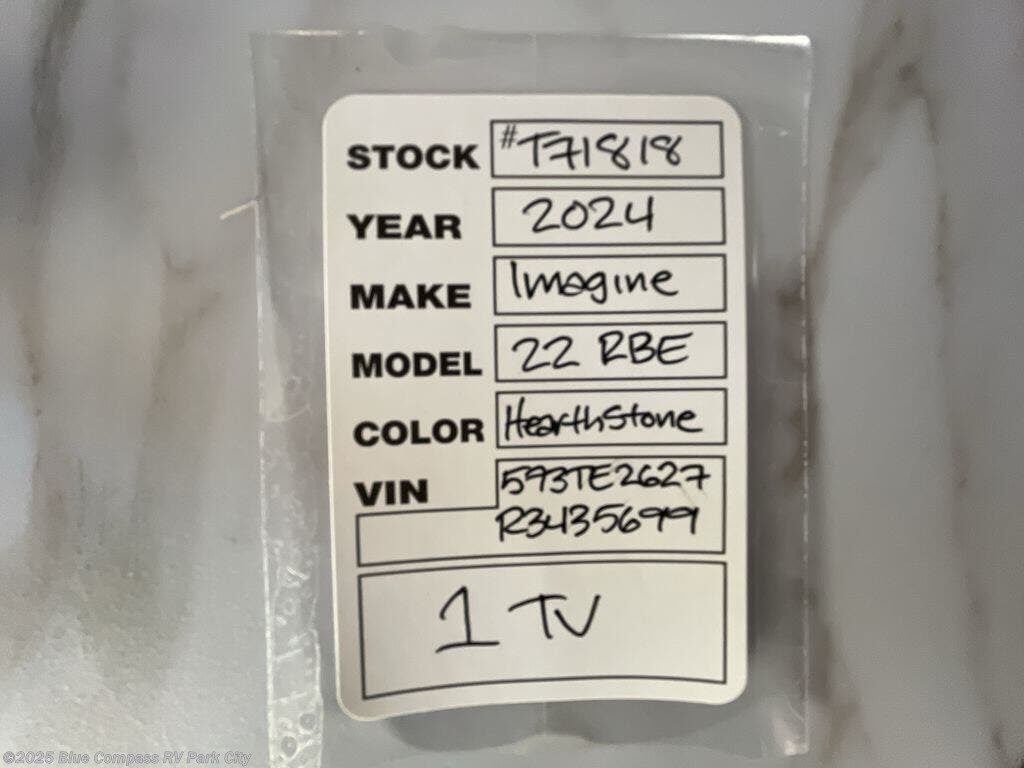 STOCK #T71818
YEAR 2024
MAKE Imagine
MODEL 22 RBE
COLOR HearthStone
VIN 593TE2627
R3435699
1 TV
©2025 Blue Compass RV Park City